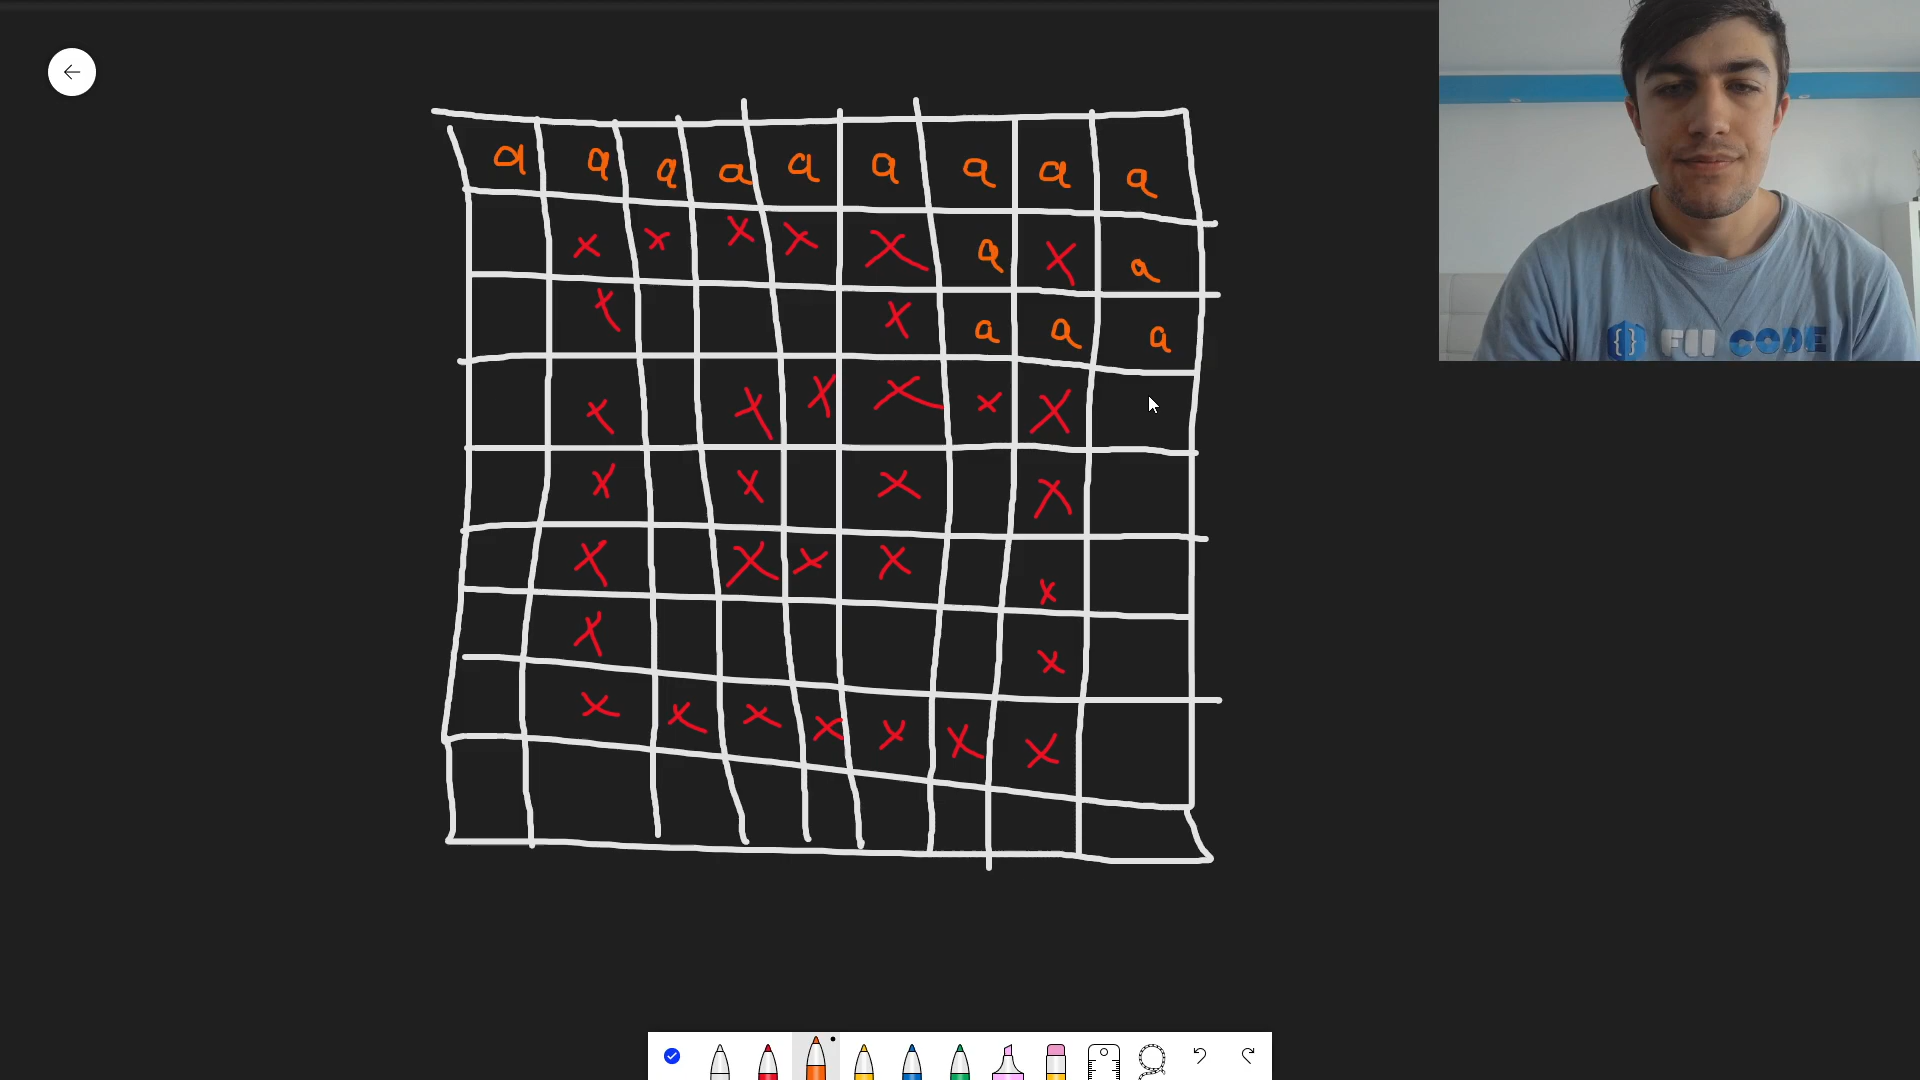 a a a a a a a a a
x x x x x a x a
x x a a a
x x x x x x
x x x x
x x x x x
x x
x x x x x x x
{} FII CODE